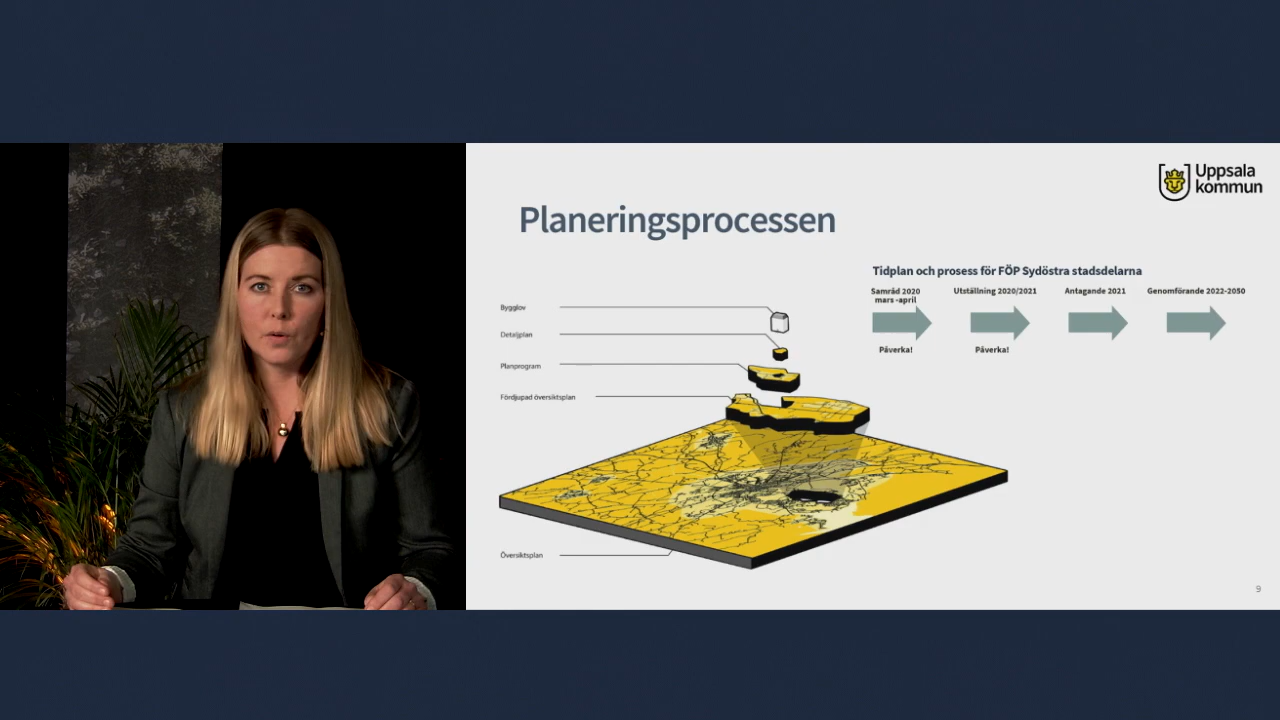 Uppsala
kommun
Planeringsprocessen
Tidplan och prosess för FÖP Sydöstra stadsdelarna
Samråd 2020
mars -april
Utställning 2020/2021
Antagande 2021
Genomförande 2022-2050
Påverka!
Påverka!
Bygglov
Detaljplan
Planprogram
Fördjupad översiktsplan
Översiktsplan
9